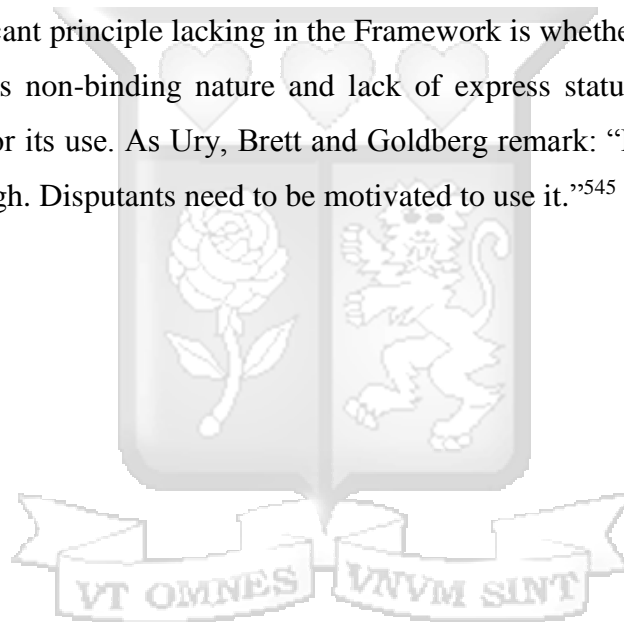 cant principle lacking in the Framework is whethe
s non-binding nature and lack of express statu
or its use. As Ury, Brett and Goldberg remark: “
gh. Disputants need to be motivated to use it.”545
VT OMNES VNVM SINT